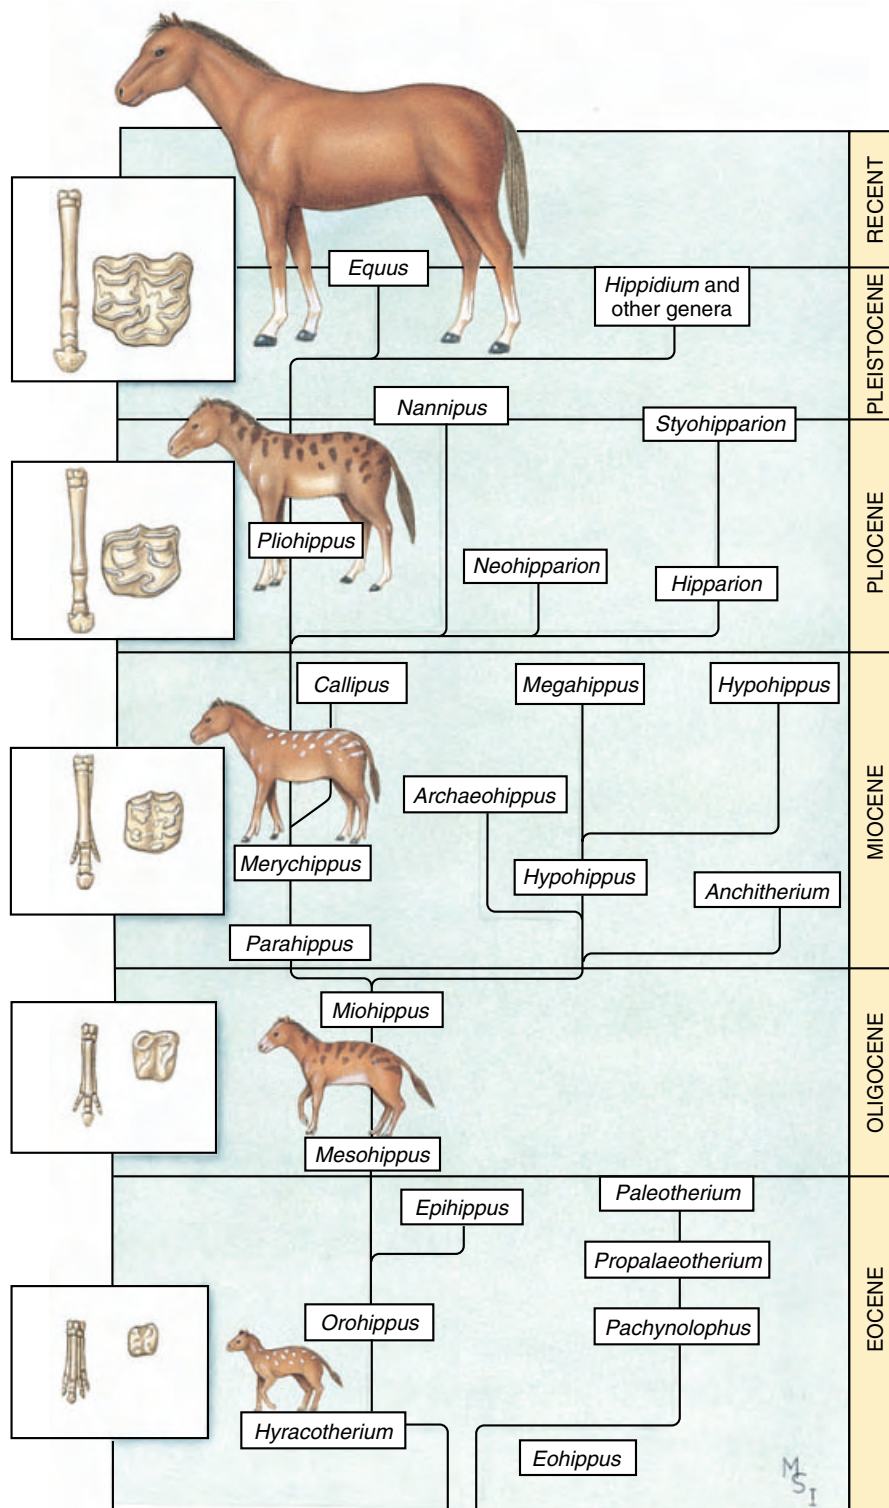 RECENT
Equus
Hippidium and
other genera
PLEISTOCENE
Nannipus
Styohipparion
Pliohippus
Neohipparion
Hipparion
PLIOCENE
Callipus
Megahippus
Hypohippus
Archaeohippus
Merychippus
Hypohippus
Anchitherium
MIOCENE
Parahippus
Miohippus
OLIGOCENE
Mesohippus
Paleotherium
Epihippus
Propalaeotherium
EOCENE
Orohippus
Pachynolophus
Hyracotherium
Eohippus
M
S
I